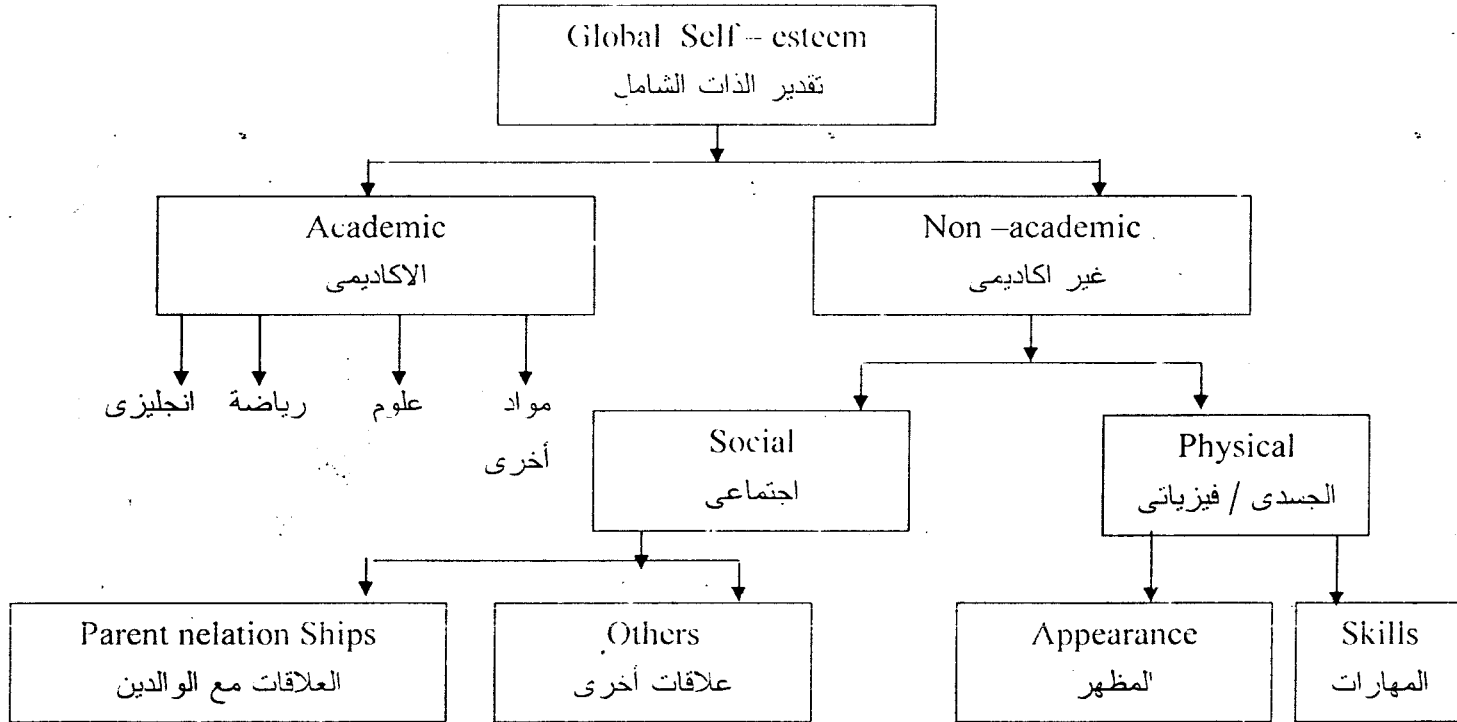 Global Self – esteem
تقدير الذات الشامل
Academic
الاكاديمى
Non –academic
غير اكاديمى
انجليزى
رياضة
علوم
مواد
أخرى
Social
اجتماعى
Physical
الجسدى / فيزياتى
Parent nelation Ships
العلاقات مع الوالدين
Others
علاقات أخرى
Appearance
المظهر
Skills
المهارات